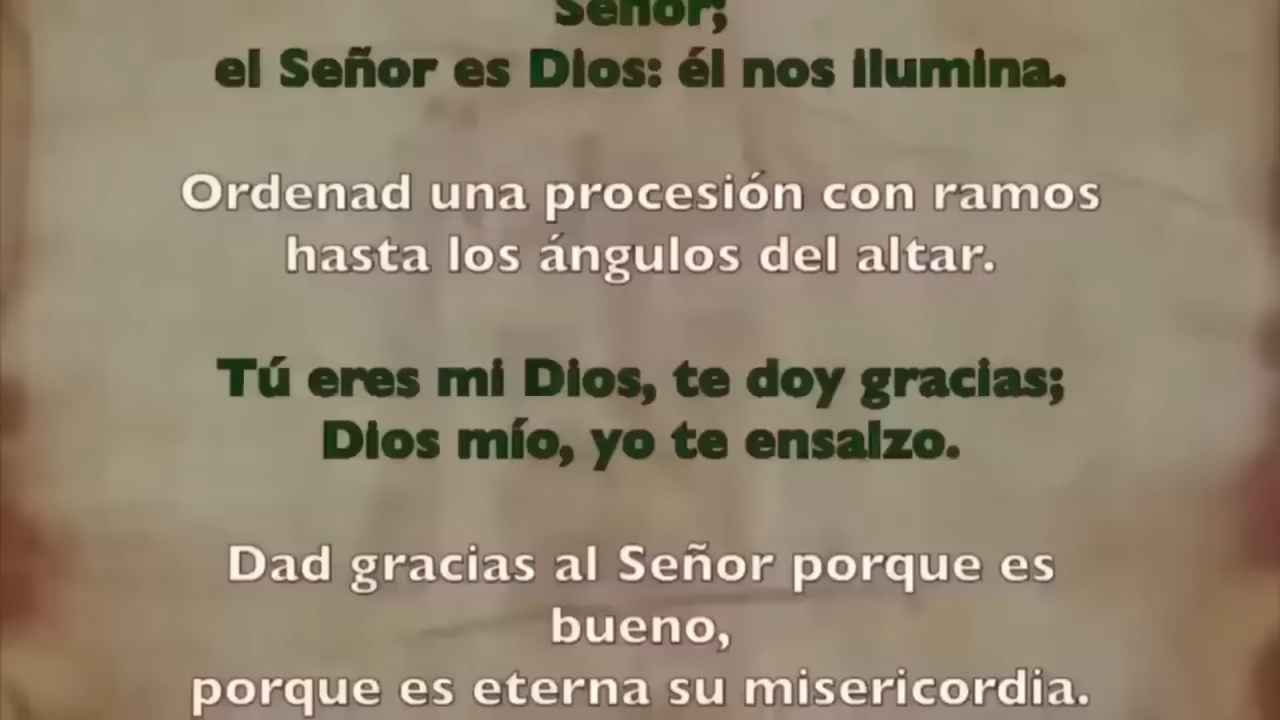 Señor;
el Señor es Dios: él nos ilumina.
Ordenad una procesión con ramos
hasta los ángulos del altar.
Tú eres mi Dios, te doy gracias;
Dios mío, yo te ensalzo.
Dad gracias al Señor porque es
bueno,
porque es eterna su misericordia.